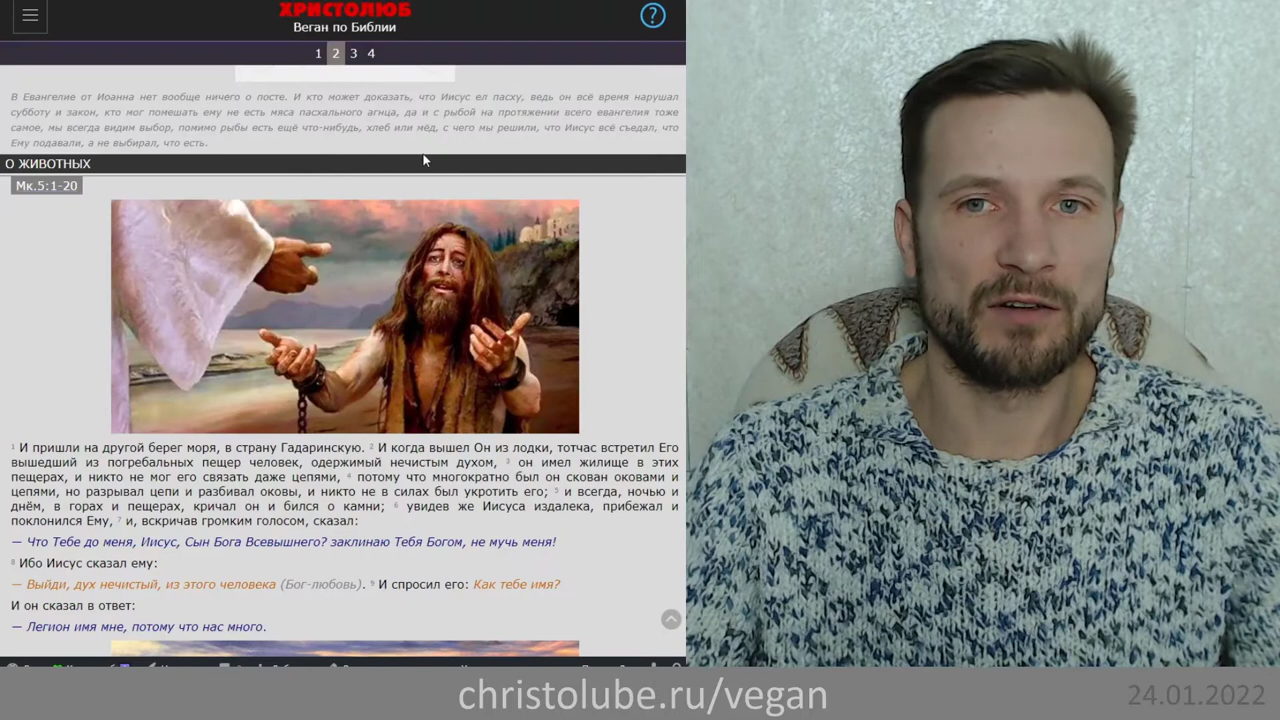 ХРИСТОЛЮБ
Веган по Библии
?
1 2 3 4
В Евангелие от Иоанна нет вообще ничего о посте. И кто может доказать, что Иисус ел пасху, ведь он всё время нарушал
субботу и закон, кто мог помешать ему не есть мяса пасхального агнца, да и с рыбой на протяжении всего евангелия тоже
самое, мы всегда видим выбор, помимо рыбы есть ещё что-нибудь, хлеб или мёд, с чего мы решили, что Иисус всё съедал, что
Ему подавали, а не выбирал, что есть.
О ЖИВОТНЫХ
Мк.5:1-20
1 И пришли на другой берег моря, в страну Гадаринскую. 2 И когда вышел Он из лодки, тотчас встретил Его
вышедший из погребальных пещер человек, одержимый нечистым духом, 3 он имел жилище в этих
пещерах, и никто не мог его связать даже цепями, 4 потому что многократно был он скован оковами и
цепями, но разрывал цепи и разбивал оковы, и никто не в силах был укротить его; 5 и всегда, ночью и
днём, в горах и пещерах, кричал он и бился о камни; 6 увидев же Иисуса издалека, прибежал и
поклонился Ему, 7 и, вскричав громким голосом, сказал:
— Что Тебе до меня, Иисус, Сын Бога Всевышнего? заклинаю Тебя Богом, не мучь меня!
8 Ибо Иисус сказал ему:
— Выйди, дух нечистый, из этого человека (Бог-любовь). 9 И спросил его: Как тебе имя?
И он сказал в ответ:
— Легион имя мне, потому что нас много.
christolube.ru/vegan
24.01.2022